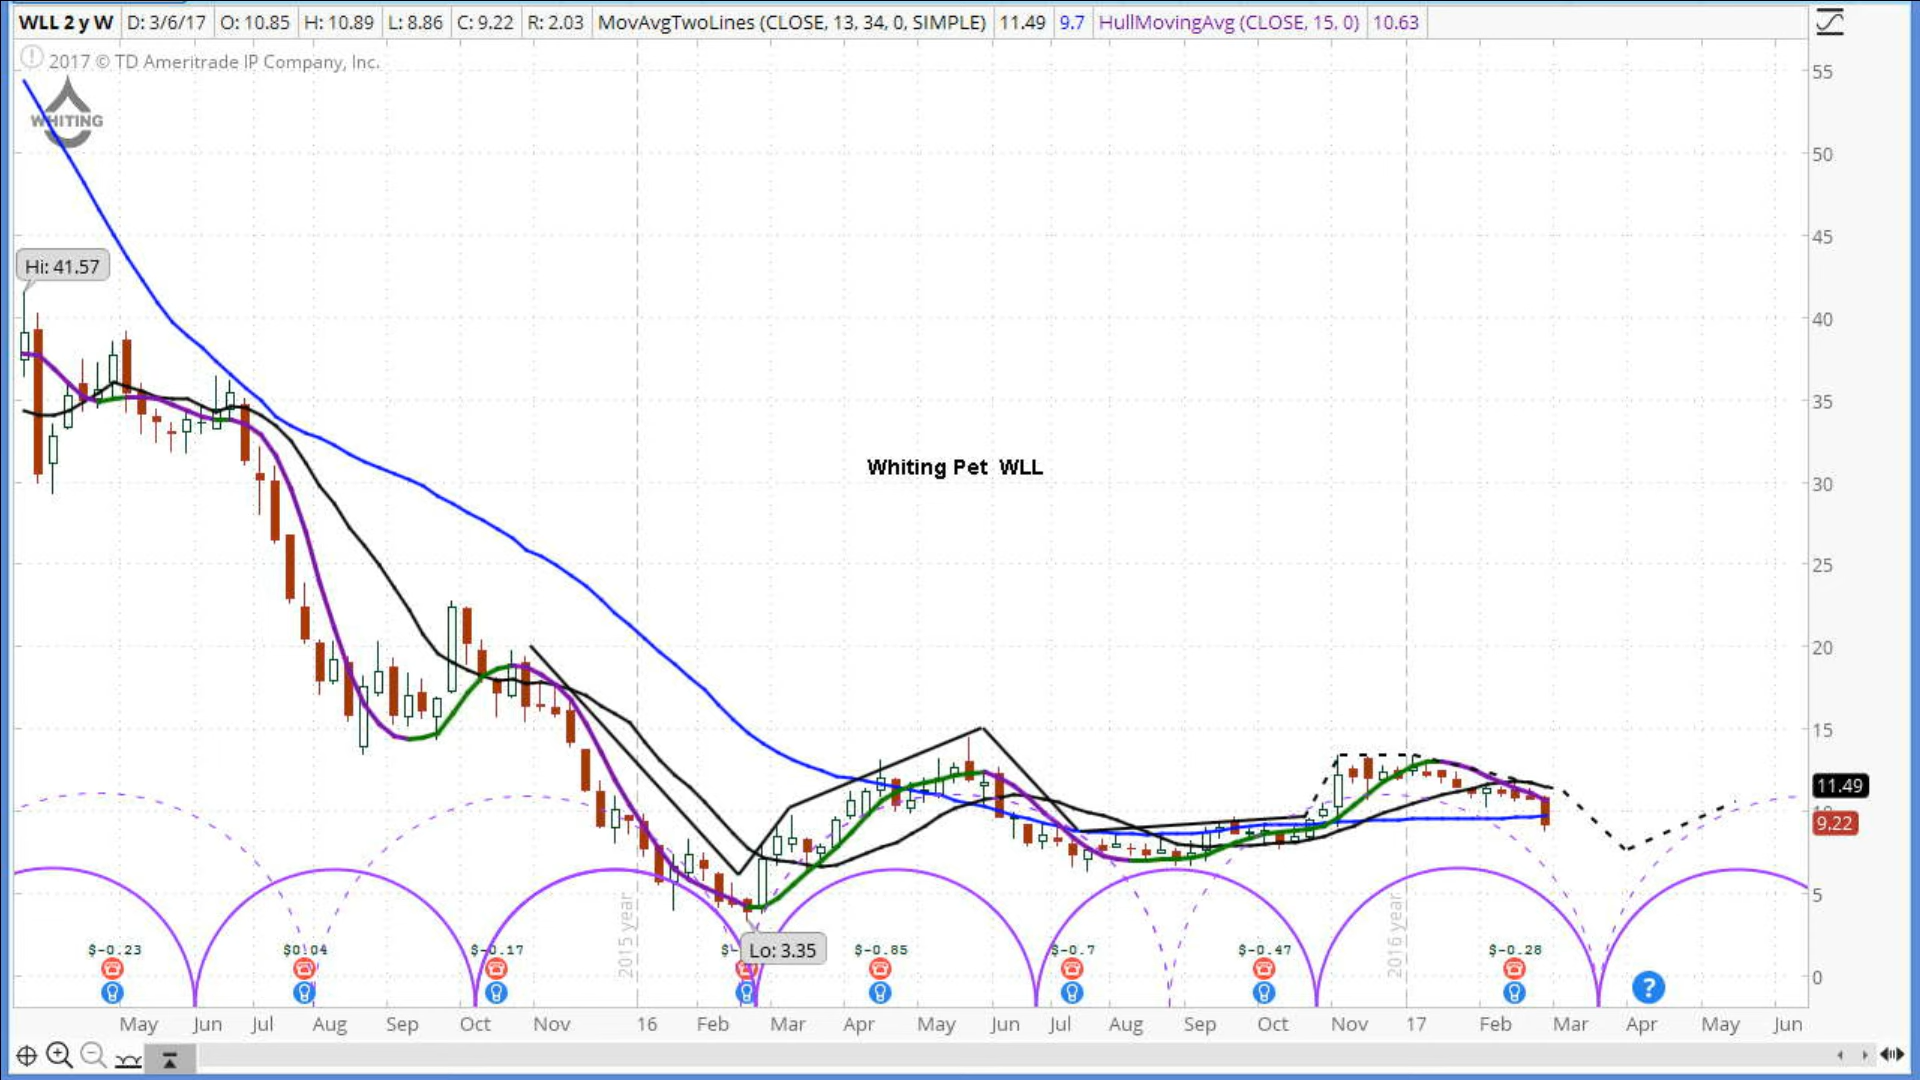 WLL 2 y W D: 3/6/17 O: 10.85 H: 10.89 L: 8.86 C: 9.22 R: 2.03 MovAvgTwoLines (CLOSE, 13, 34, 0, SIMPLE) 11.49 9.7 HullMovingAvg (CLOSE, 15, 0) 10.63
2017 © TD Ameritrade IP Company, Inc.
55
WHITING
50
45
Hi: 41.57
40
35
Whiting Pet WLL
30
25
20
15
11.49
9.22
5
2015 year
2016 year
$-0.23 $0.04 $-0.17 $- Lo: 3.35 $-0.85 $-0.7 $-0.47 $-0.28
0
?
May Jun Jul Aug Sep Oct Nov 16 Feb Mar Apr May Jun Jul Aug Sep Oct Nov 17 Feb Mar Apr May Jun